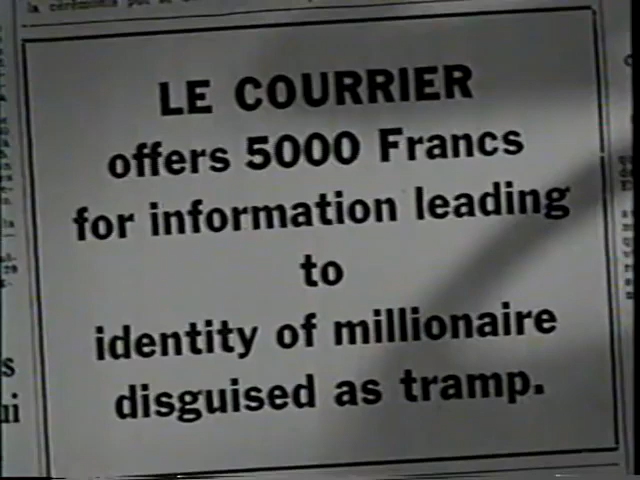 LE COURRIER
offers 5000 Francs
for information leading
to
identity of millionaire
disguised as tramp.